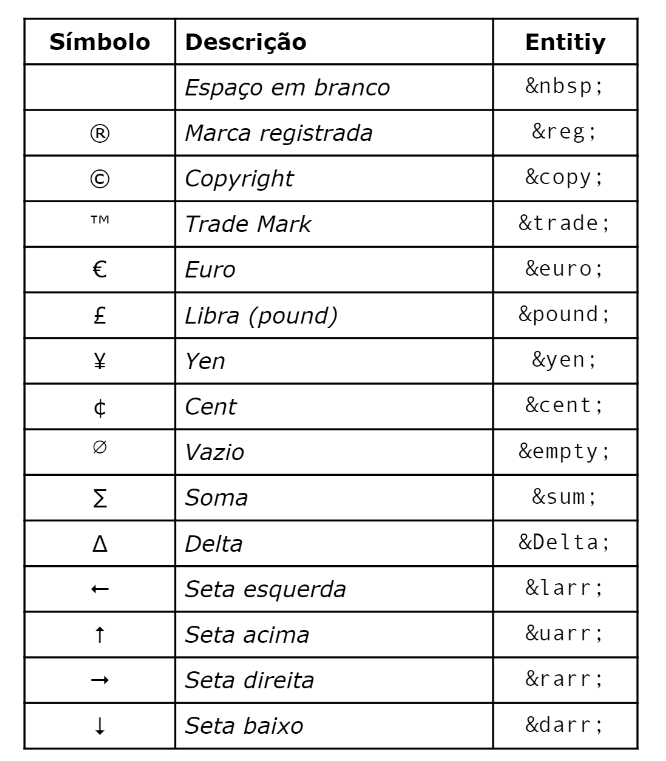 Símbolo Descrição Entitiy
Espaço em branco &nbsp;
® Marca registrada &reg;
© Copyright &copy;
™ Trade Mark &trade;
€ Euro &euro;
£ Libra (pound) &pound;
¥ Yen &yen;
¢ Cent &cent;
∅ Vazio &empty;
∑ Soma &sum;
Δ Delta &Delta;
← Seta esquerda &larr;
↑ Seta acima &uarr;
→ Seta direita &rarr;
↓ Seta baixo &darr;